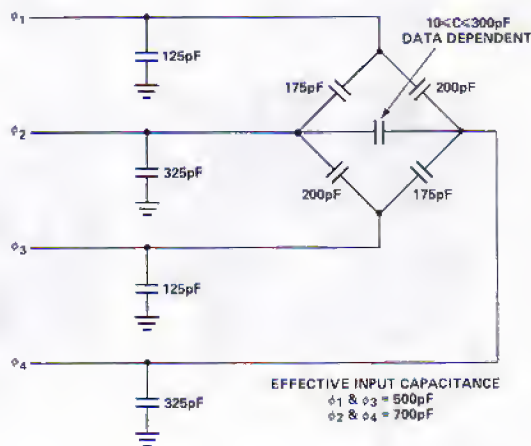 ϕ1
10<C<300pF
DATA DEPENDENT
125pF
175pF
200pF
ϕ2
325pF
200pF
175pF
ϕ3
125pF
ϕ4
325pF
EFFECTIVE INPUT CAPACITANCE
ϕ1 & ϕ3 = 500pF
ϕ2 & ϕ4 = 700pF